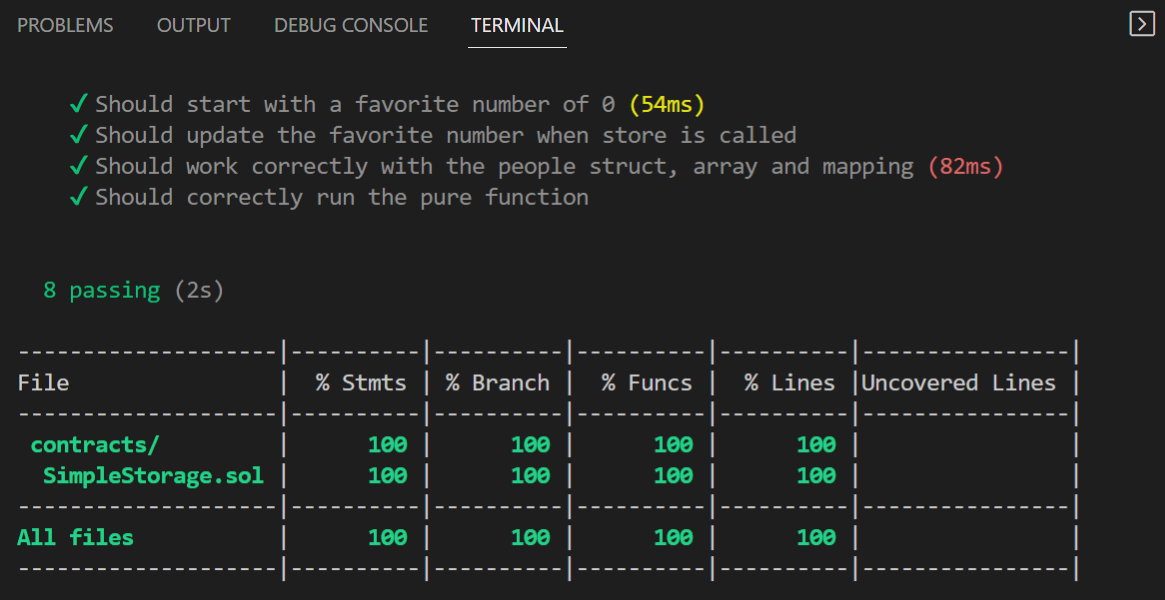 PROBLEMS OUTPUT DEBUG CONSOLE TERMINAL
✓ Should start with a favorite number of 0 (54ms)
✓ Should update the favorite number when store is called
✓ Should work correctly with the people struct, array and mapping (82ms)
✓ Should correctly run the pure function
8 passing (2s)
--------------------|----------|----------|----------|----------|----------------|
File                |  % Stmts | % Branch |  % Funcs |  % Lines |Uncovered Lines |
--------------------|----------|----------|----------|----------|----------------|
 contracts/         |      100 |      100 |      100 |      100 |                |
  SimpleStorage.sol |      100 |      100 |      100 |      100 |                |
--------------------|----------|----------|----------|----------|----------------|
All files           |      100 |      100 |      100 |      100 |                |
--------------------|----------|----------|----------|----------|----------------|